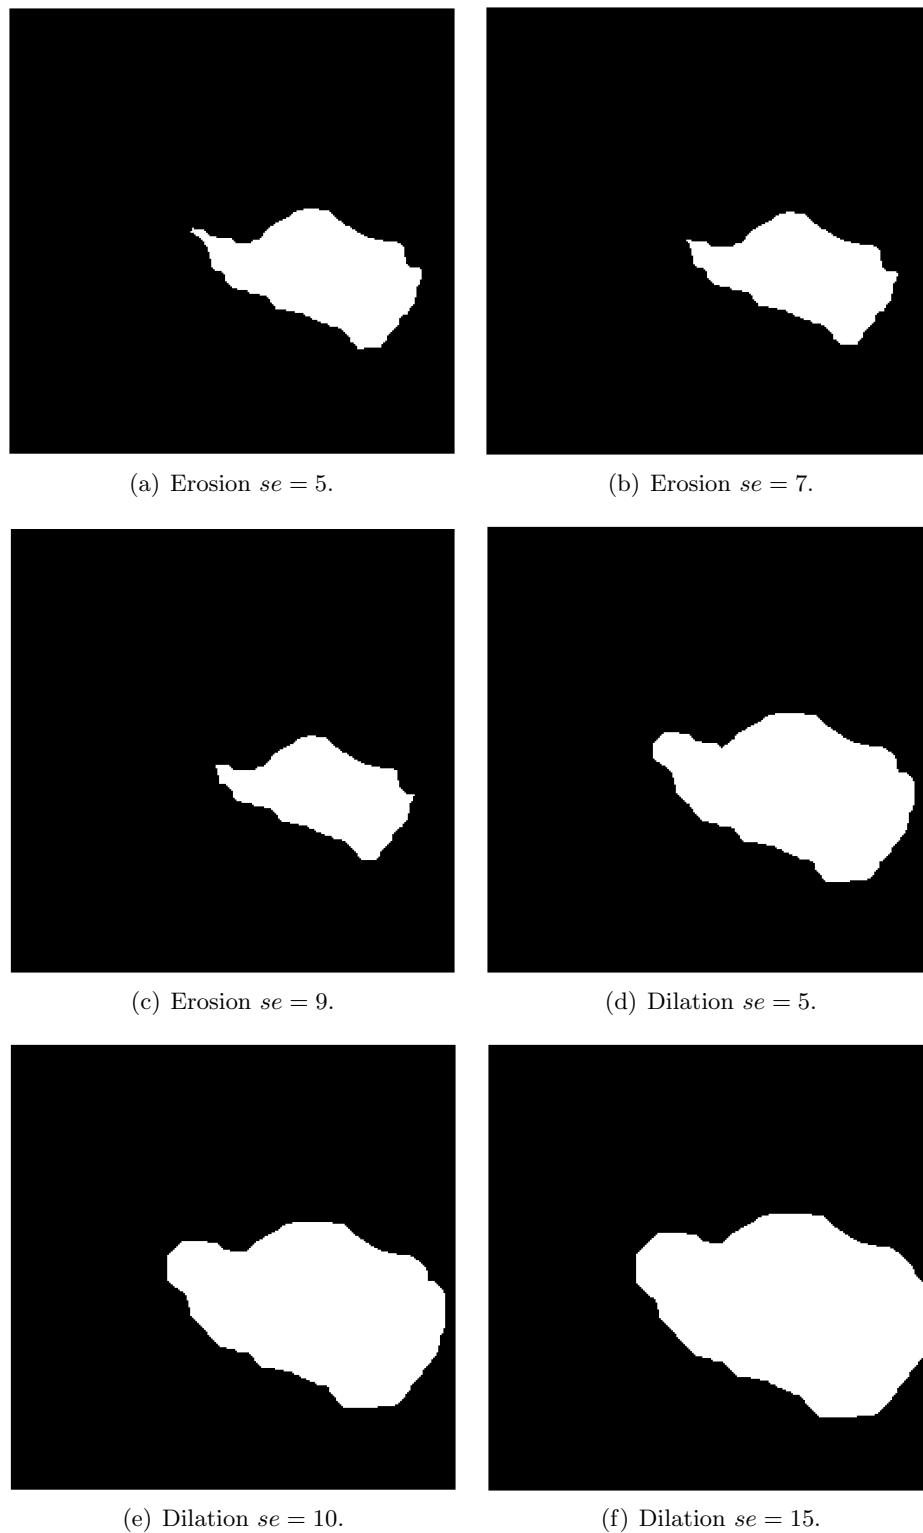 (a) Erosion se = 5.
(b) Erosion se = 7.
(c) Erosion se = 9.
(d) Dilation se = 5.
(e) Dilation se = 10.
(f) Dilation se = 15.